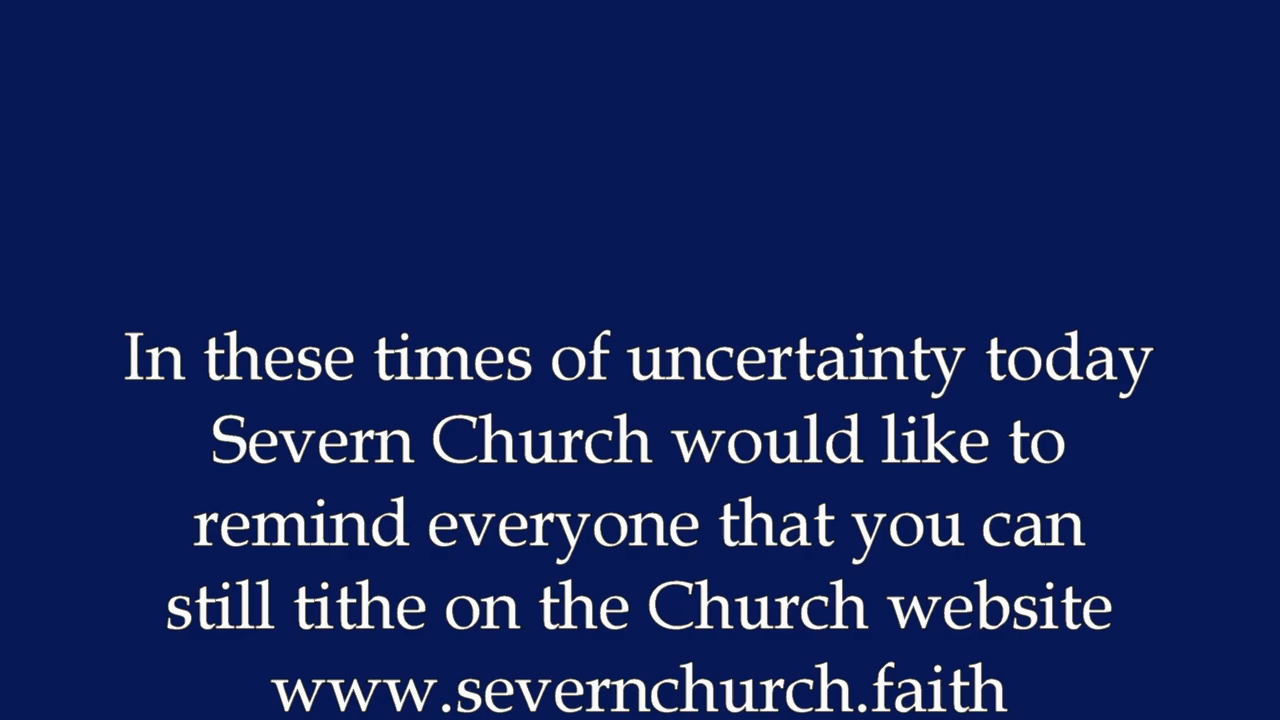 In these times of uncertainty today
Severn Church would like to
remind everyone that you can
still tithe on the Church website
www.severnchurch.faith